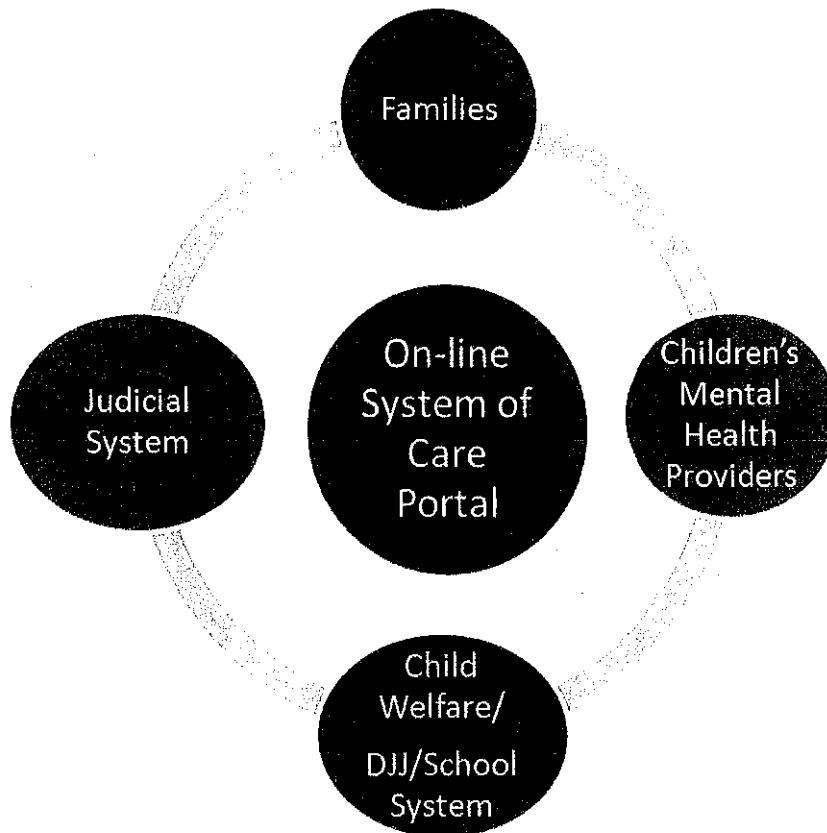 Families
Judicial
System
On-line
System of
Care
Portal
Children's
Mental
Health
Providers
Child
Welfare/
DJJ/School
System